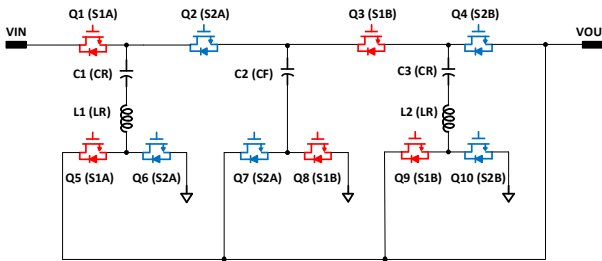 Q1 (S1A) Q2 (S2A) Q3 (S1B) Q4 (S2B)
VIN VOU
C1 (CR) C2 (CF) C3 (CR)
L1 (LR) L2 (LR)
Q5 (S1A) Q6 (S2A) Q7 (S2A) Q8 (S1B) Q9 (S1B) Q10 (S2B)